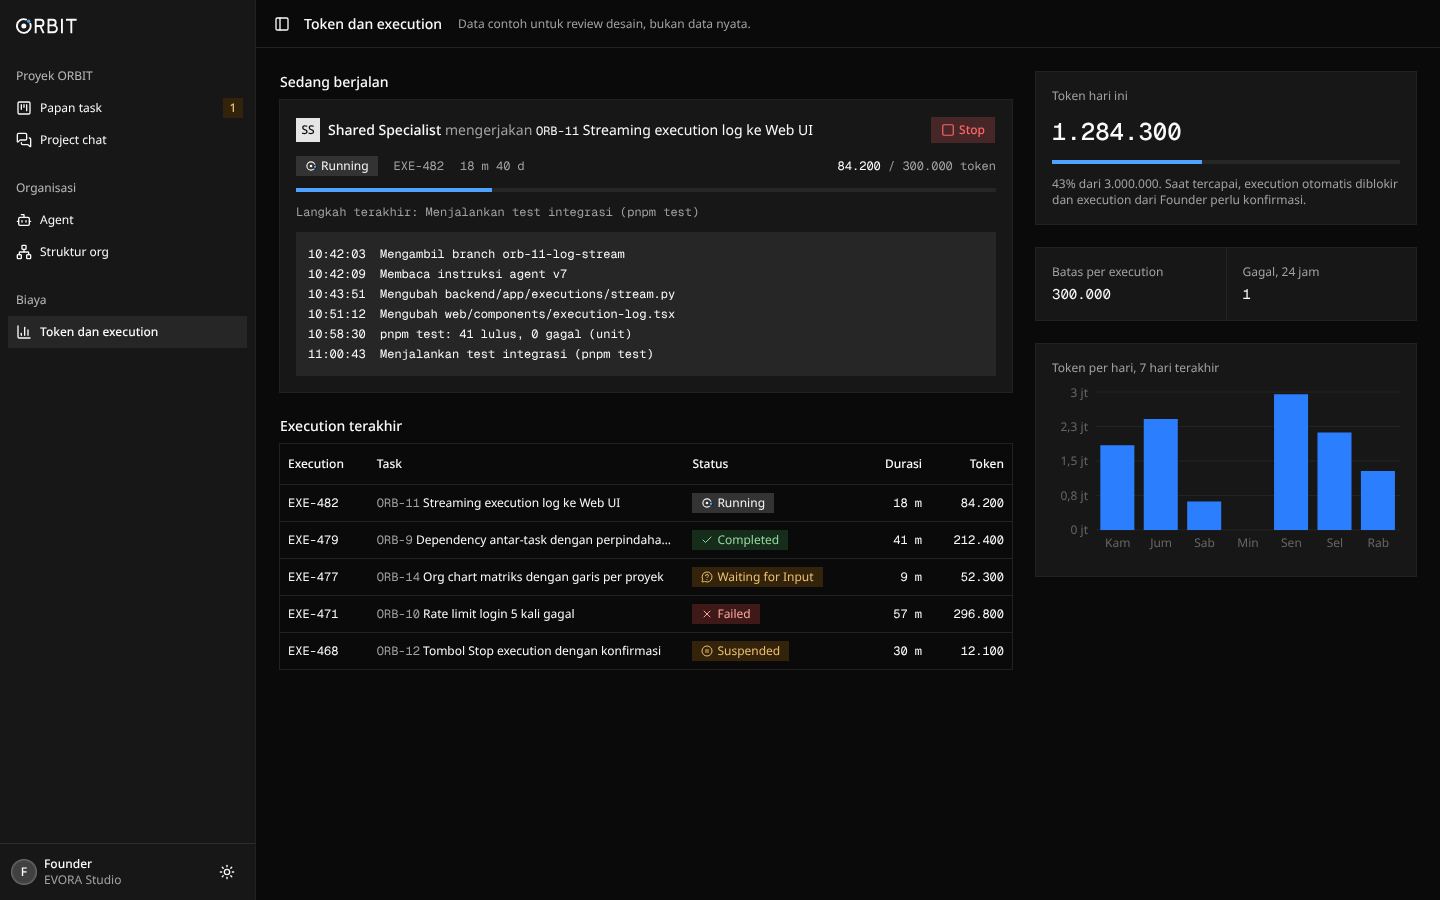 ORBIT
Proyek ORBIT
Papan task 1
Project chat
Organisasi
Agent
Struktur org
Biaya
Token dan execution
F Founder
EVORA Studio
Token dan execution Data contoh untuk review desain, bukan data nyata.
Sedang berjalan
SS Shared Specialist mengerjakan ORB-11 Streaming execution log ke Web UI Stop
Running EXE-482 18 m 40 d 84.200 / 300.000 token
Langkah terakhir: Menjalankan test integrasi (pnpm test)
10:42:03 Mengambil branch orb-11-log-stream
10:42:09 Membaca instruksi agent v7
10:43:51 Mengubah backend/app/executions/stream.py
10:51:12 Mengubah web/components/execution-log.tsx
10:58:30 pnpm test: 41 lulus, 0 gagal (unit)
11:00:43 Menjalankan test integrasi (pnpm test)
Execution terakhir
Execution Task Status Durasi Token
EXE-482 ORB-11 Streaming execution log ke Web UI Running 18 m 84.200
EXE-479 ORB-9 Dependency antar-task dengan perpindaha... Completed 41 m 212.400
EXE-477 ORB-14 Org chart matriks dengan garis per proyek Waiting for Input 9 m 52.300
EXE-471 ORB-10 Rate limit login 5 kali gagal Failed 57 m 296.800
EXE-468 ORB-12 Tombol Stop execution dengan konfirmasi Suspended 30 m 12.100
Token hari ini
1.284.300
43% dari 3.000.000. Saat tercapai, execution otomatis diblokir
dan execution dari Founder perlu konfirmasi.
Batas per execution Gagal, 24 jam
300.000 1
Token per hari, 7 hari terakhir
3 jt
2,3 jt
1,5 jt
0,8 jt
0 jt
Kam Jum Sab Min Sen Sel Rab